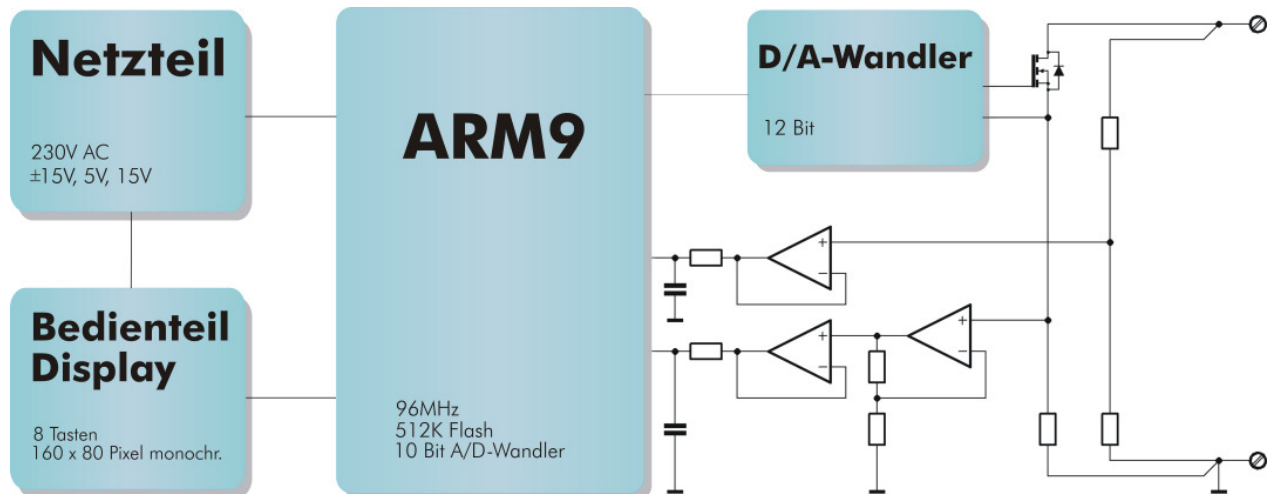 Netzteil
230V AC
±15V, 5V, 15V
ARM9
96MHz
512K Flash
10 Bit A/D-Wandler
D/A-Wandler
12 Bit
Bedienteil
Display
8 Tasten
160 x 80 Pixel monochr.
+
−
+
−
+
−